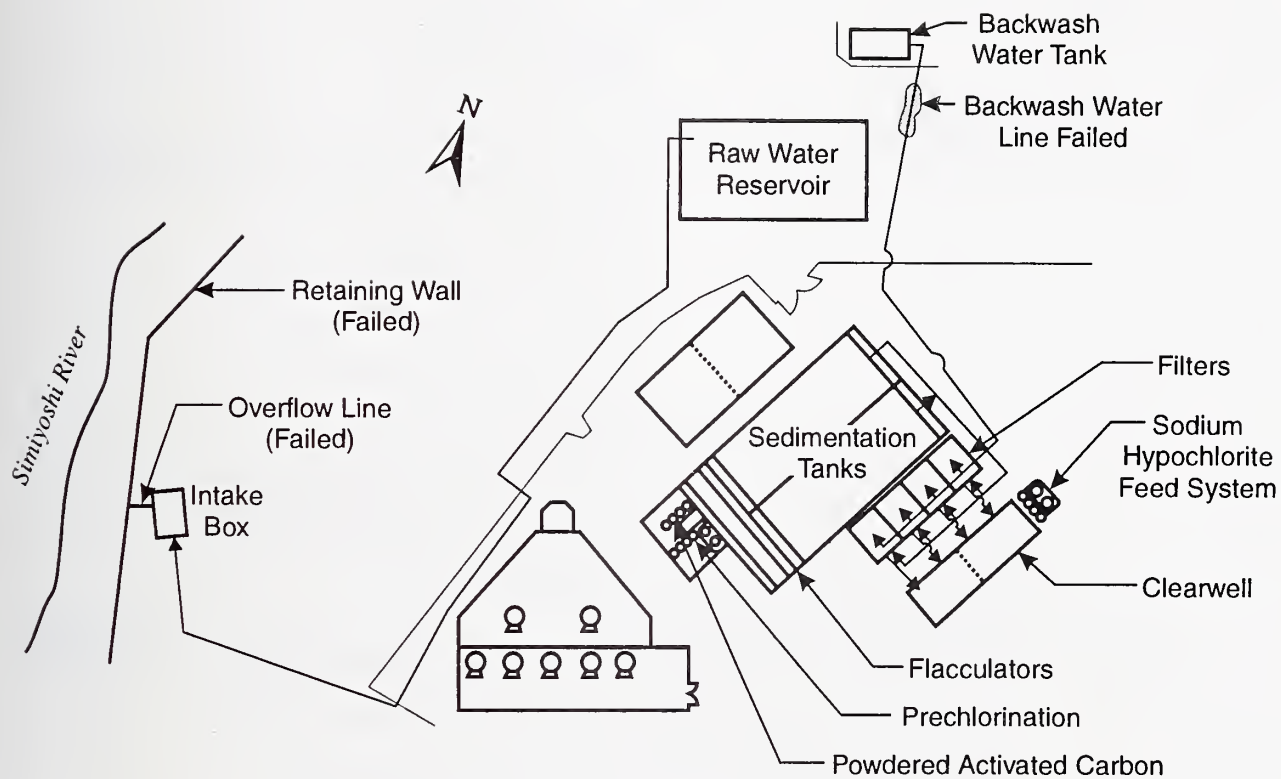 Backwash
Water Tank
Backwash Water
Line Failed
N
Raw Water
Reservoir
Retaining Wall
(Failed)
Simiyoshi River
Overflow Line
(Failed)
Intake
Box
Filters
Sedimentation
Tanks
Sodium
Hypochlorite
Feed System
Clearwell
Flacculators
Prechlorination
Powdered Activated Carbon